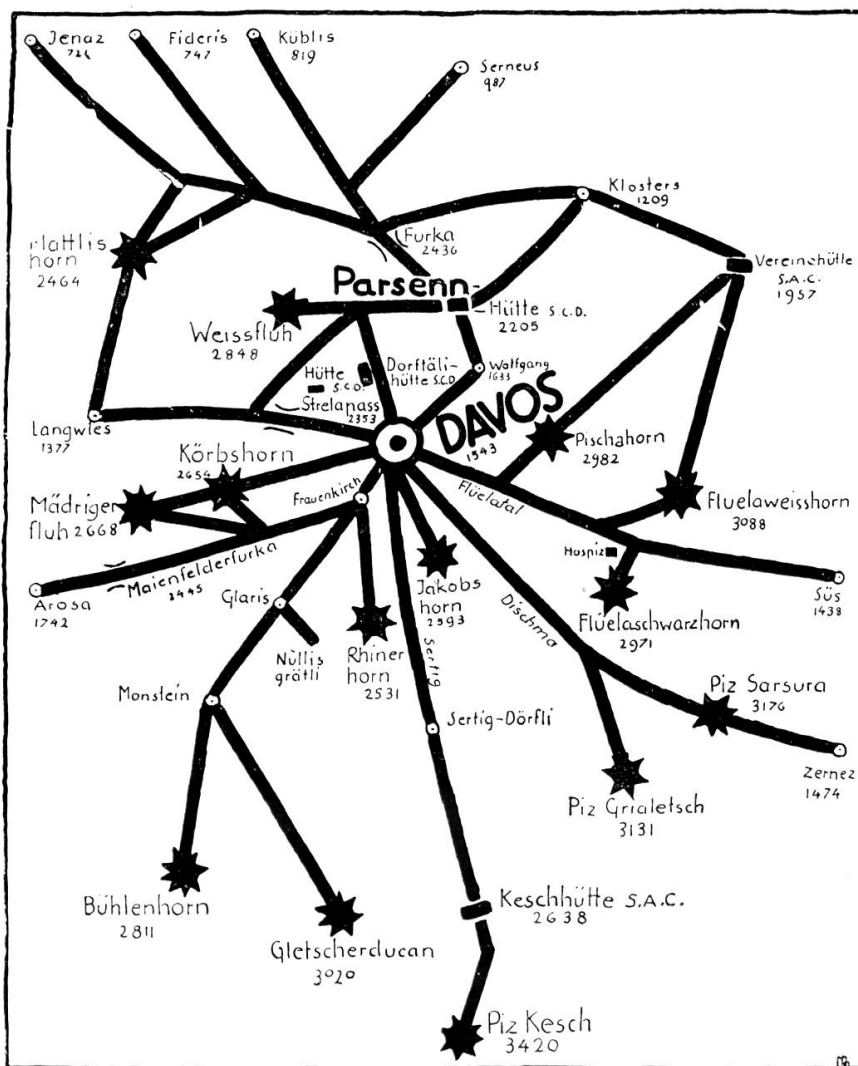 Jenaz
Fideris
747
Küblis
819
Serneus
987
Klosters
1209
Furka
2436
horn
2464
Vereinshütte
S.A.C.
1957
Parsenn-
Hütte S.C.D.
2205
Weissfluh
2848
Hütte
S.C.D.
Dorftäli-
hütte S.C.D
Wolfgang
1633
Strelapass
2353
DAVOS
1543
Langwies
1377
Körbshorn
2654
Pischahorn
2982
Frauenkirch
Flüelatal
Mädriger
fluh 2668
Fluelaweisshorn
3088
Maienfelderfurka
2445
Hospiz
Arosa
1742
Glaris
Jakobs
horn
2593
Dischma
Flüelaschwarzhorn
2971
Süs
1438
Nüllis
grätli
Rhiner
horn
2531
Sertig
Monstein
Sertig-Dörfli
Piz Sarsura
3176
Zernez
1474
Piz Grialetsch
3131
Bühlenhorn
2811
Keschhütte S.A.C.
2638
Gletscherducan
3020
Piz Kesch
3420